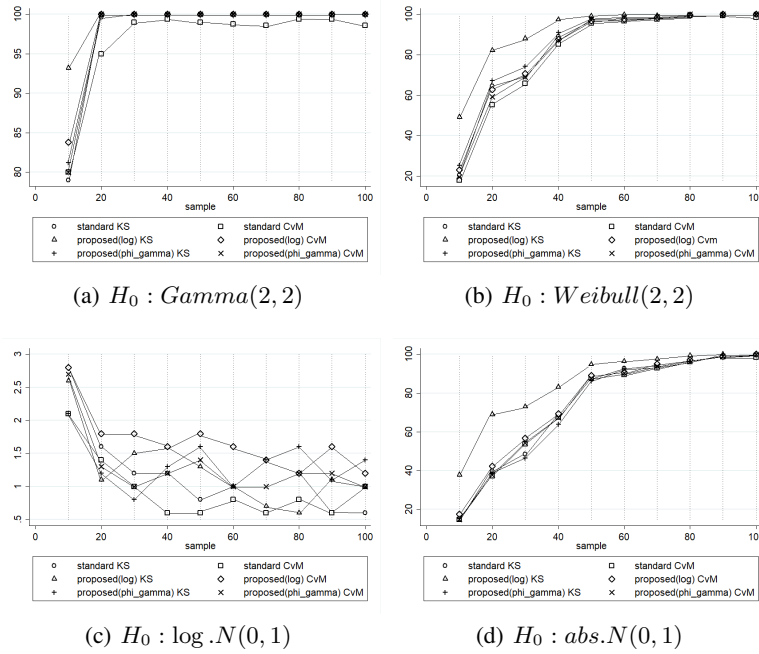 100
95
90
85
80
0
20
40
60
80
100
sample
standard KS
standard CvM
proposed(log) KS
proposed(log) CvM
proposed(phi_gamma) KS
proposed(phi_gamma) CvM
(a) H₀ : Gamma(2, 2)
100
80
60
40
20
0
20
40
60
80
100
sample
standard KS
standard CvM
proposed(log) KS
proposed(log) Cvm
proposed(phi_gamma) KS
proposed(phi_gamma) CvM
(b) H₀ : Weibull(2, 2)
3
2.5
2
1.5
1
.5
0
20
40
60
80
100
sample
standard KS
standard CvM
proposed(log) KS
proposed(log) CvM
proposed(phi_gamma) KS
proposed(phi_gamma) CvM
(c) H₀ : log .N(0, 1)
100
80
60
40
20
0
20
40
60
80
100
sample
standard KS
standard CvM
proposed(log) KS
proposed(log) CvM
proposed(phi_gamma) KS
proposed(phi_gamma) CvM
(d) H₀ : abs.N(0, 1)